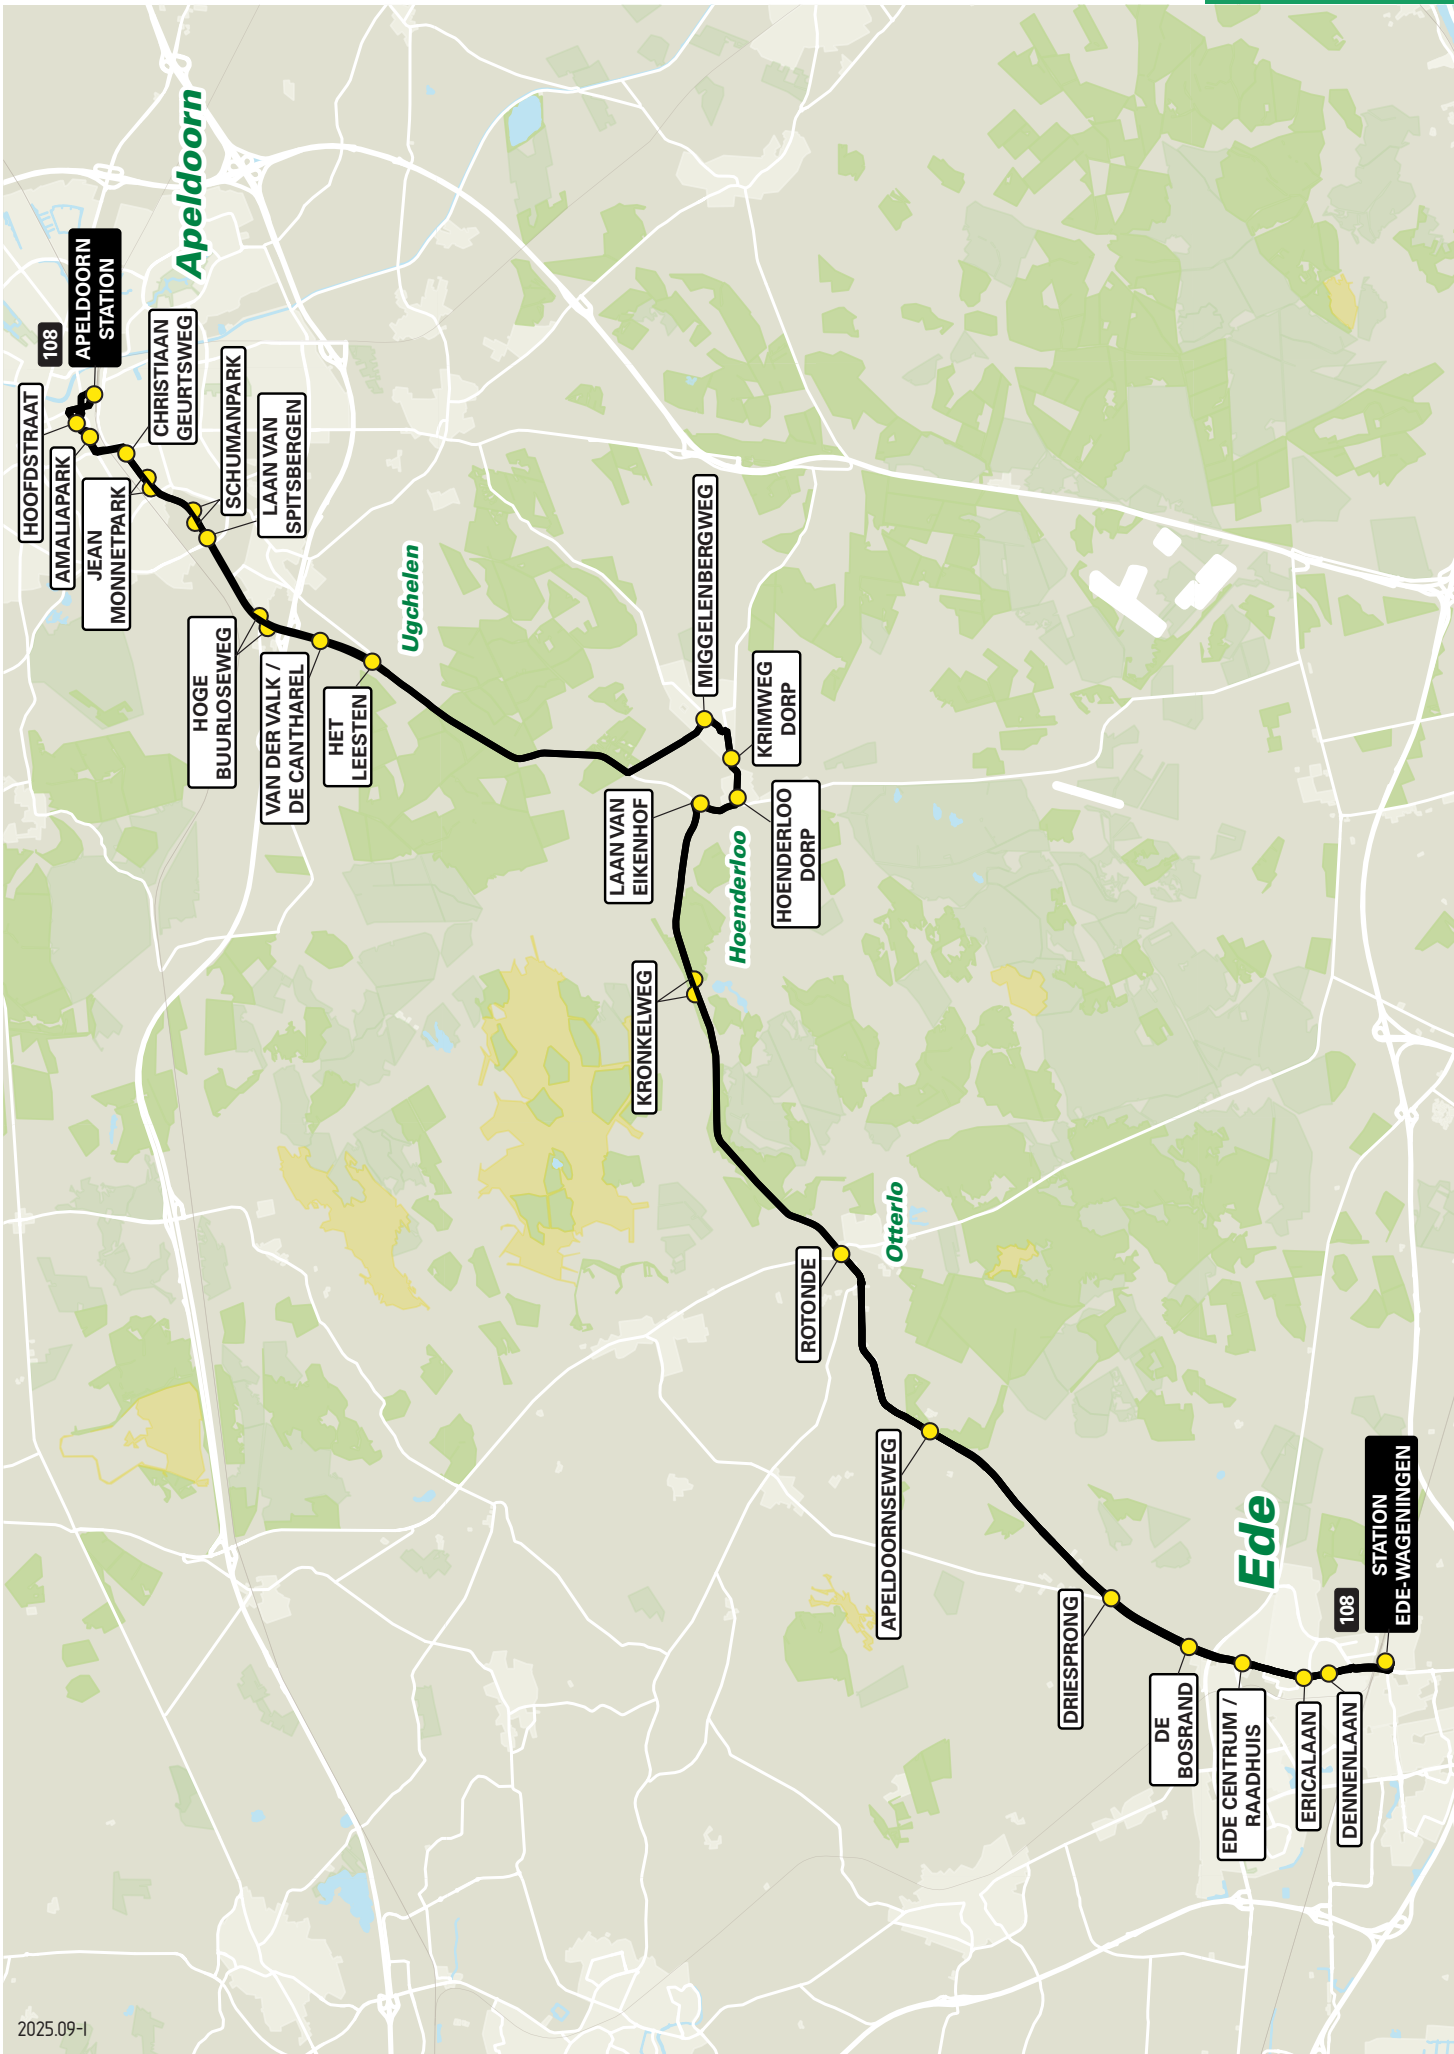 Apeldoorn
108
APELDOORN
STATION
HOOFDSTRAAT
AMALIAPARK
JEAN
MONNETPARK
CHRISTIAAN
GEURTSWEG
SCHUMANPARK
LAAN VAN
SPITSBERGEN
HOGE
BUURLOSEWEG
VAN DER VALK /
DE CANTHAREL
HET
LEESTEN
Ugchelen
MIGGELENBERGWEG
KRIMWEG
DORP
HOENDERLOO
DORP
LAAN VAN
EIKENHOF
Hoenderloo
KRONKELWEG
ROTONDE
Otterlo
APELDOORNSEWEG
DRIESPRONG
DE
BOSRAND
EDE CENTRUM /
RAADHUIS
ERICALAAN
DENNENLAAN
Ede
108
STATION
EDE-WAGENINGEN
2025.09-I